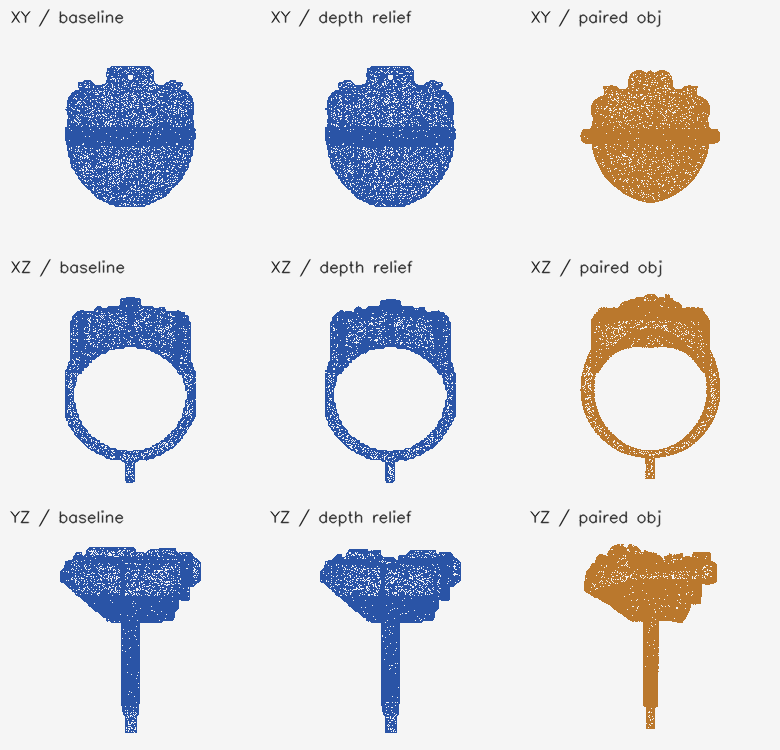 XY / baseline
XY / depth relief
XY / paired obj
XZ / baseline
XZ / depth relief
XZ / paired obj
YZ / baseline
YZ / depth relief
YZ / paired obj